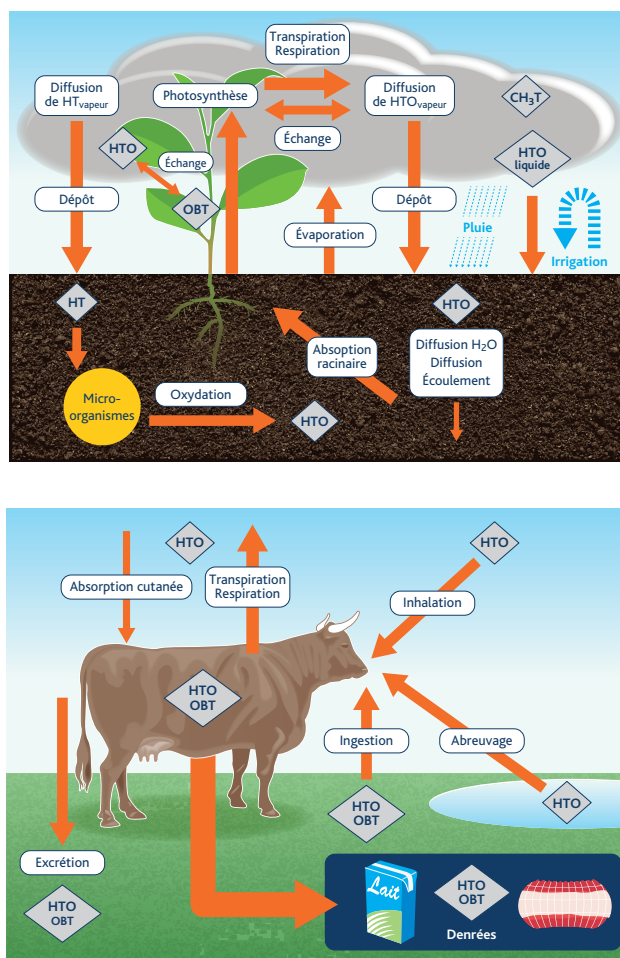 Transpiration
Respiration
Diffusion
de HTvapeur
Photosynthèse
Diffusion
de HTOvapeur
CH₃T
Échange
HTO
Échange
HTO
liquide
OBT
Dépôt
Évaporation
Dépôt
Pluie
Irrigation
HT
HTO
Absoption
racinaire
Diffusion H₂O
Diffusion
Écoulement
Micro-
organismes
Oxydation
HTO
HTO
HTO
Absorption cutanée
Transpiration
Respiration
Inhalation
HTO
OBT
Ingestion
Abreuvage
HTO
OBT
HTO
Excrétion
HTO
OBT
Lait
HTO
OBT
Denrées